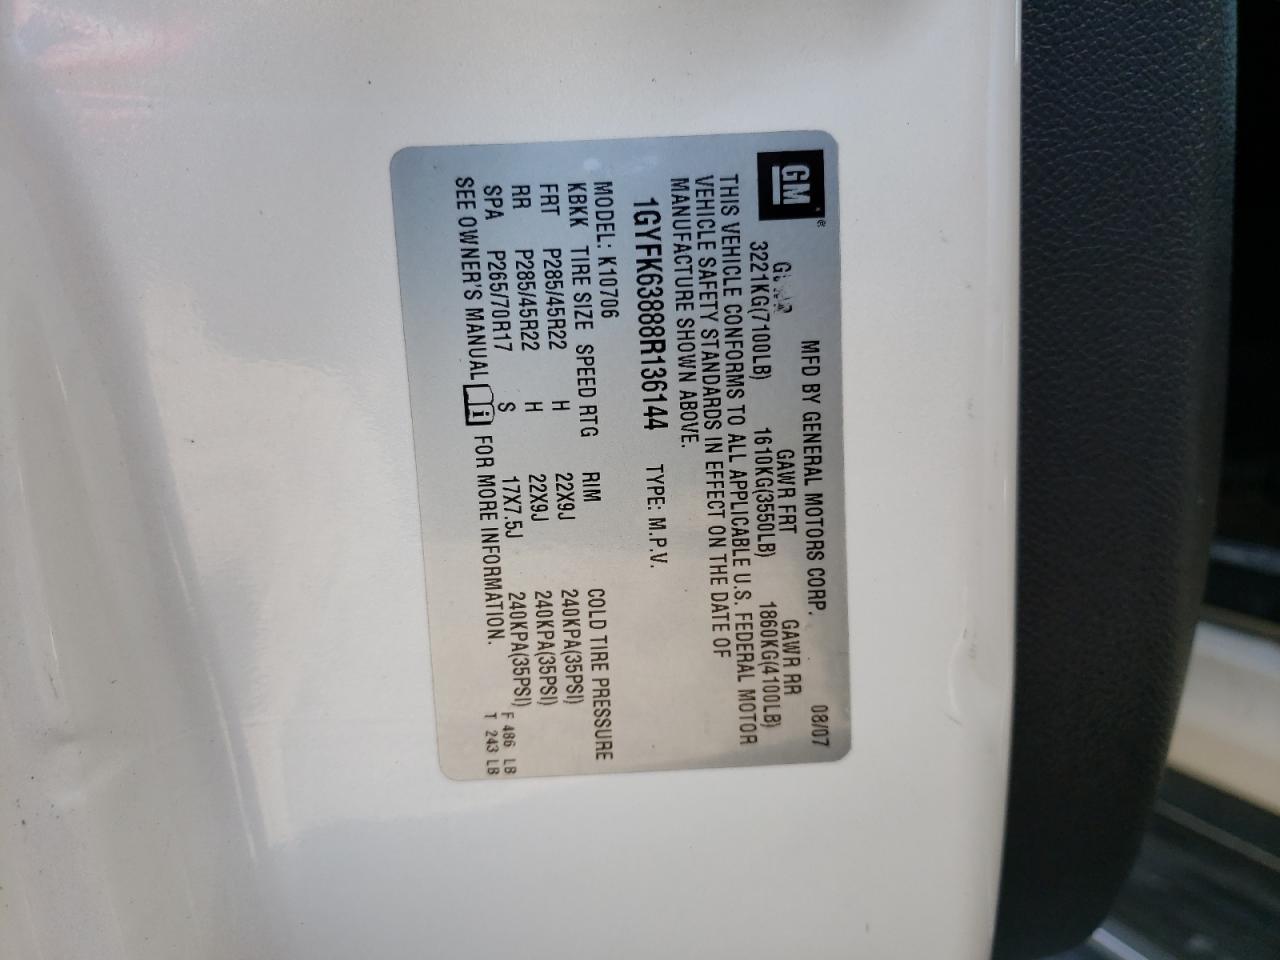 GM ® MFD BY GENERAL MOTORS CORP. 08/07
GAWR FRT GAWR RR
3221KG(7100LB) 1610KG(3550LB) 1860KG(4100LB)
THIS VEHICLE CONFORMS TO ALL APPLICABLE U.S. FEDERAL MOTOR
VEHICLE SAFETY STANDARDS IN EFFECT ON THE DATE OF
MANUFACTURE SHOWN ABOVE.
1GYFK63888R136144 TYPE: M.P.V.
MODEL: K10706
KBKK TIRE SIZE SPEED RTG RIM COLD TIRE PRESSURE
FRT P285/45R22 H 22X9J 240KPA(35PSI)
RR P285/45R22 H 22X9J 240KPA(35PSI)
SPA P265/70R17 S 17X7.5J 240KPA(35PSI)
SEE OWNER'S MANUAL i FOR MORE INFORMATION.
F 486 LB
T 243 LB